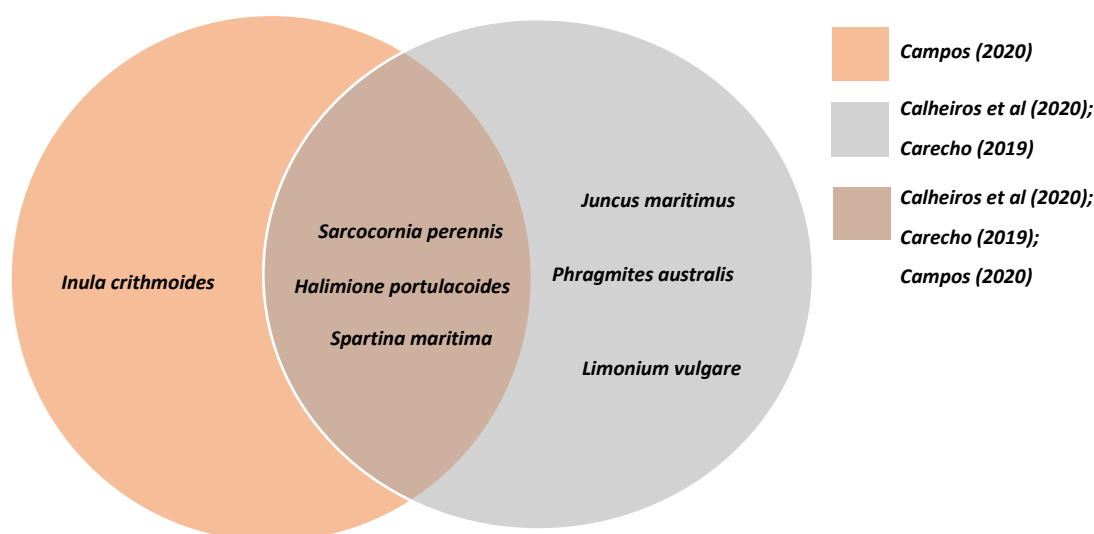 Inula crithmoides
Sarcocornia perennis
Halimione portulacoides
Spartina maritima
Juncus maritimus
Phragmites australis
Limonium vulgare
Campos (2020)
Calheiros et al (2020);
Carecho (2019)
Calheiros et al (2020);
Carecho (2019);
Campos (2020)